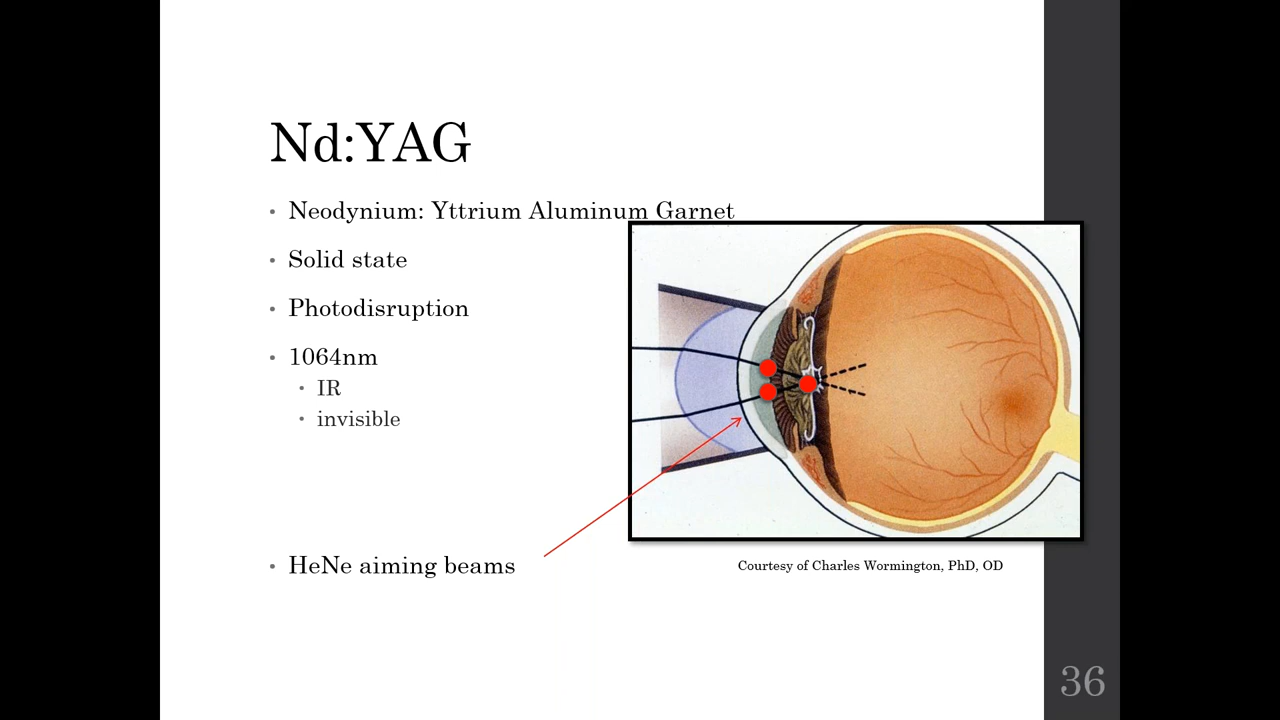 Nd:YAG
• Neodynium: Yttrium Aluminum Garnet
• Solid state
• Photodisruption
• 1064nm
• IR
• invisible
• HeNe aiming beams
Courtesy of Charles Wormington, PhD, OD
36